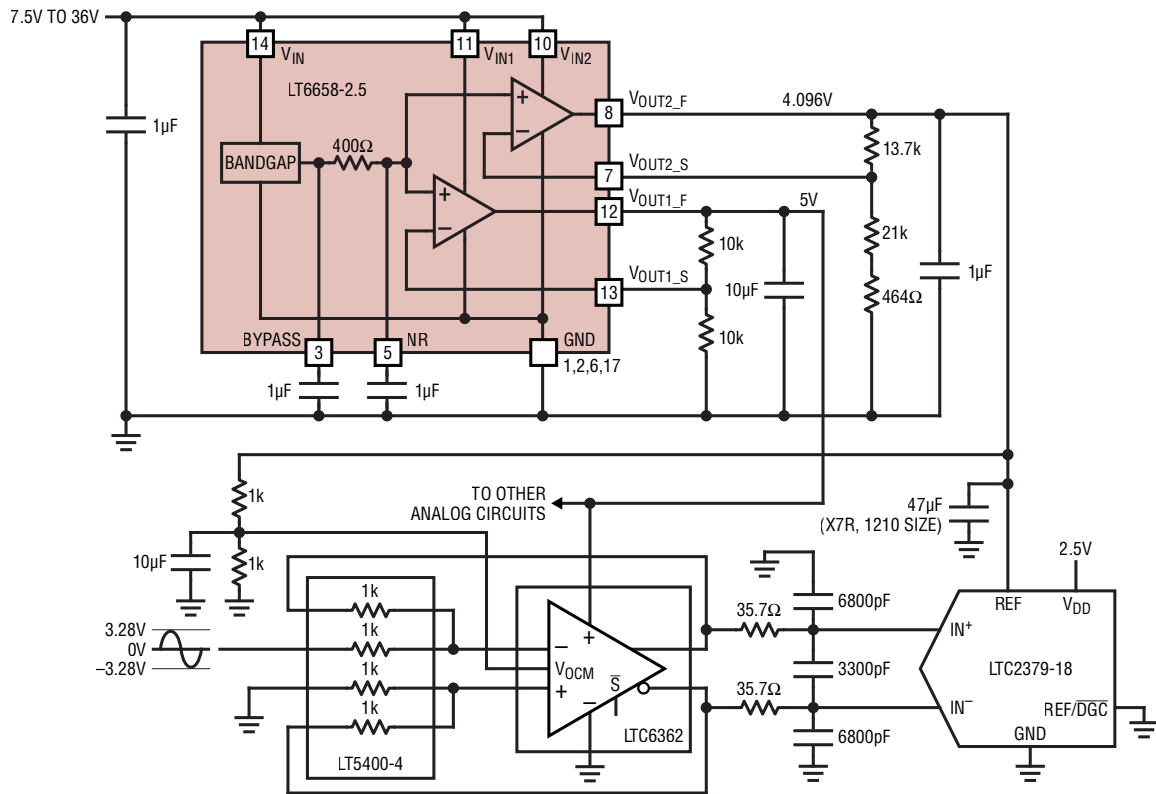 7.5V TO 36V
14
VIN
11
VIN1
10
VIN2
LT6658-2.5
1µF
BANDGAP
400Ω
+
–
+
–
8
VOUT2_F
4.096V
7
VOUT2_S
12
VOUT1_F
5V
13
VOUT1_S
13.7k
21k
464Ω
1µF
10k
10k
10µF
BYPASS
3
5
NR
GND
1,2,6,17
1µF
1µF
1k
1k
10µF
TO OTHER
ANALOG CIRCUITS
47µF
(X7R, 1210 SIZE)
2.5V
3.28V
0V
–3.28V
1k
1k
1k
1k
LT5400-4
+
–
VOCM
+
–
S̅
LTC6362
35.7Ω
35.7Ω
6800pF
3300pF
6800pF
REF
VDD
IN+
IN–
LTC2379-18
REF/D̅G̅C̅
GND